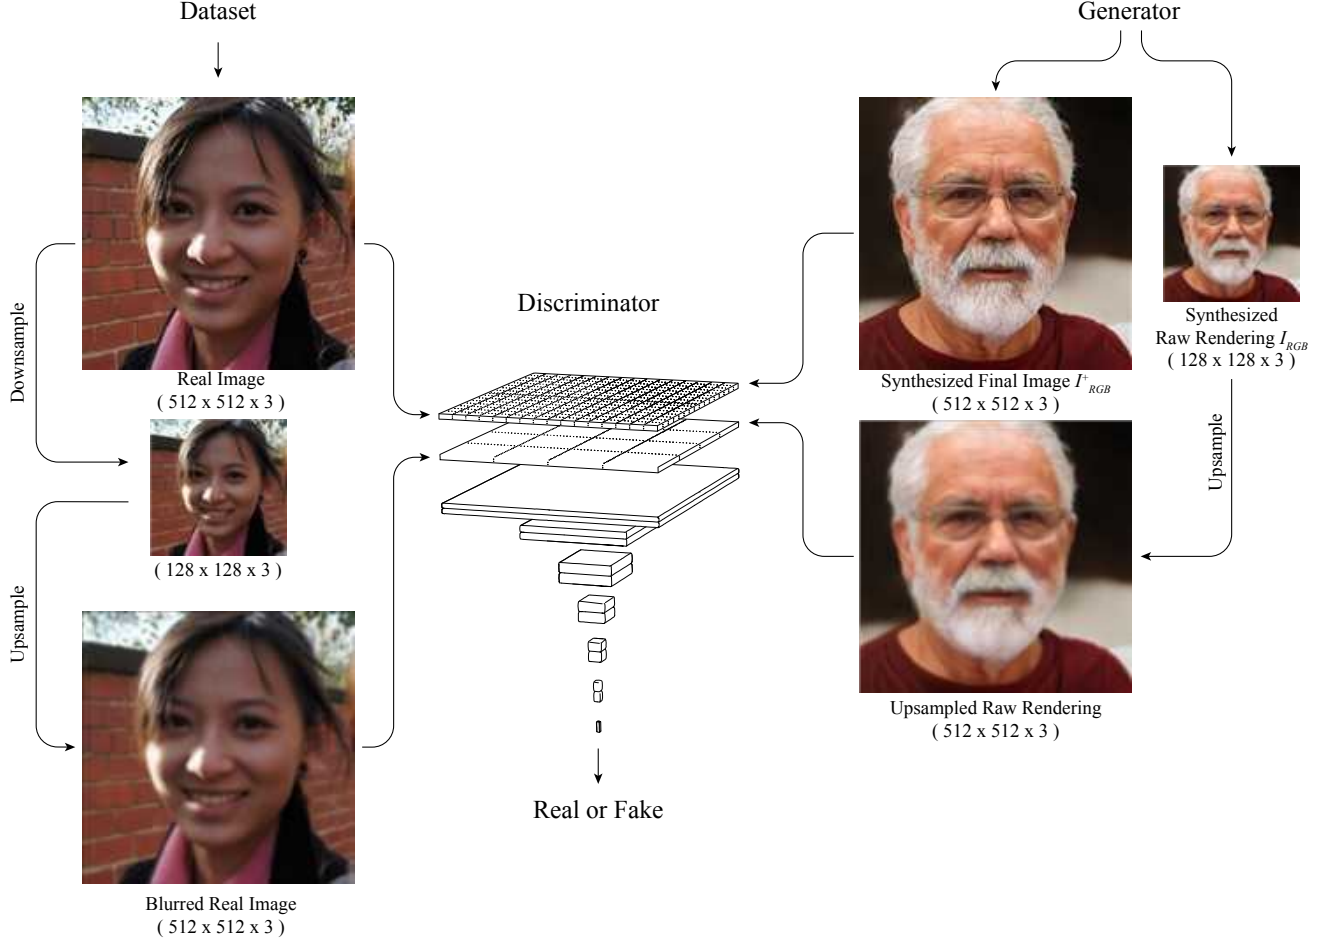 Dataset
Generator
Discriminator
Downsample
Real Image
( 512 x 512 x 3 )
( 128 x 128 x 3 )
Upsample
Blurred Real Image
( 512 x 512 x 3 )
Real or Fake
Synthesized Final Image I⁺RGB
( 512 x 512 x 3 )
Synthesized
Raw Rendering IRGB
( 128 x 128 x 3 )
Upsample
Upsampled Raw Rendering
( 512 x 512 x 3 )